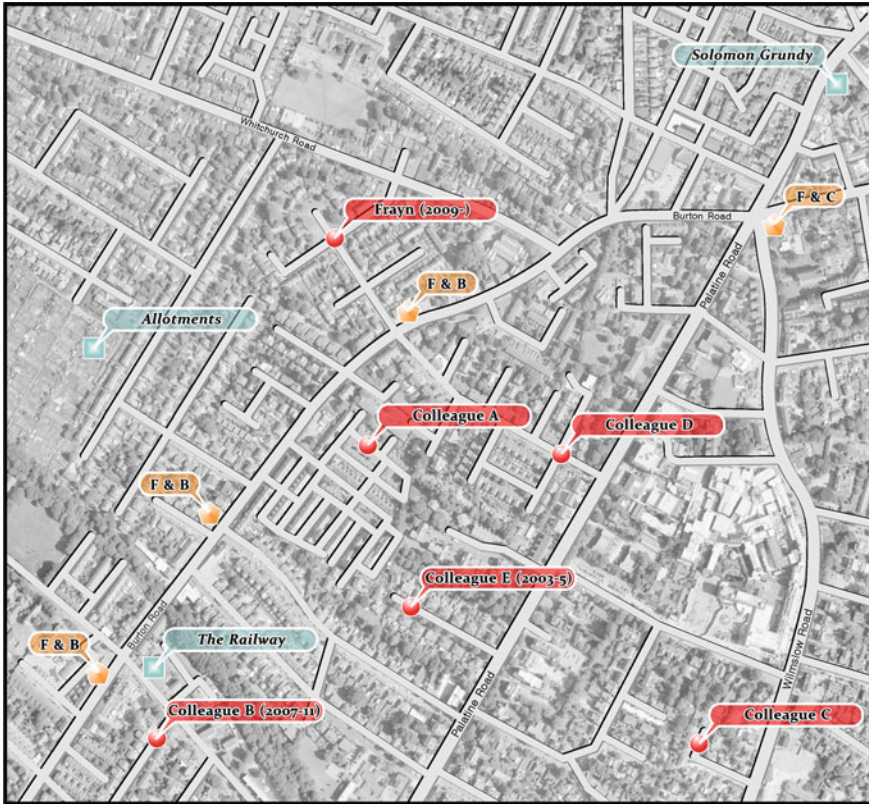 Solomon Grundy
Whitchurch Road
F & C
Frayn (2009-)
Burton Road
Palatine Road
F & B
Allotments
Colleague A
Colleague D
F & B
Colleague E (2003-5)
Burton Road
The Railway
F & B
Wilmslow Road
Palatine Road
Colleague B (2007-11)
Colleague C